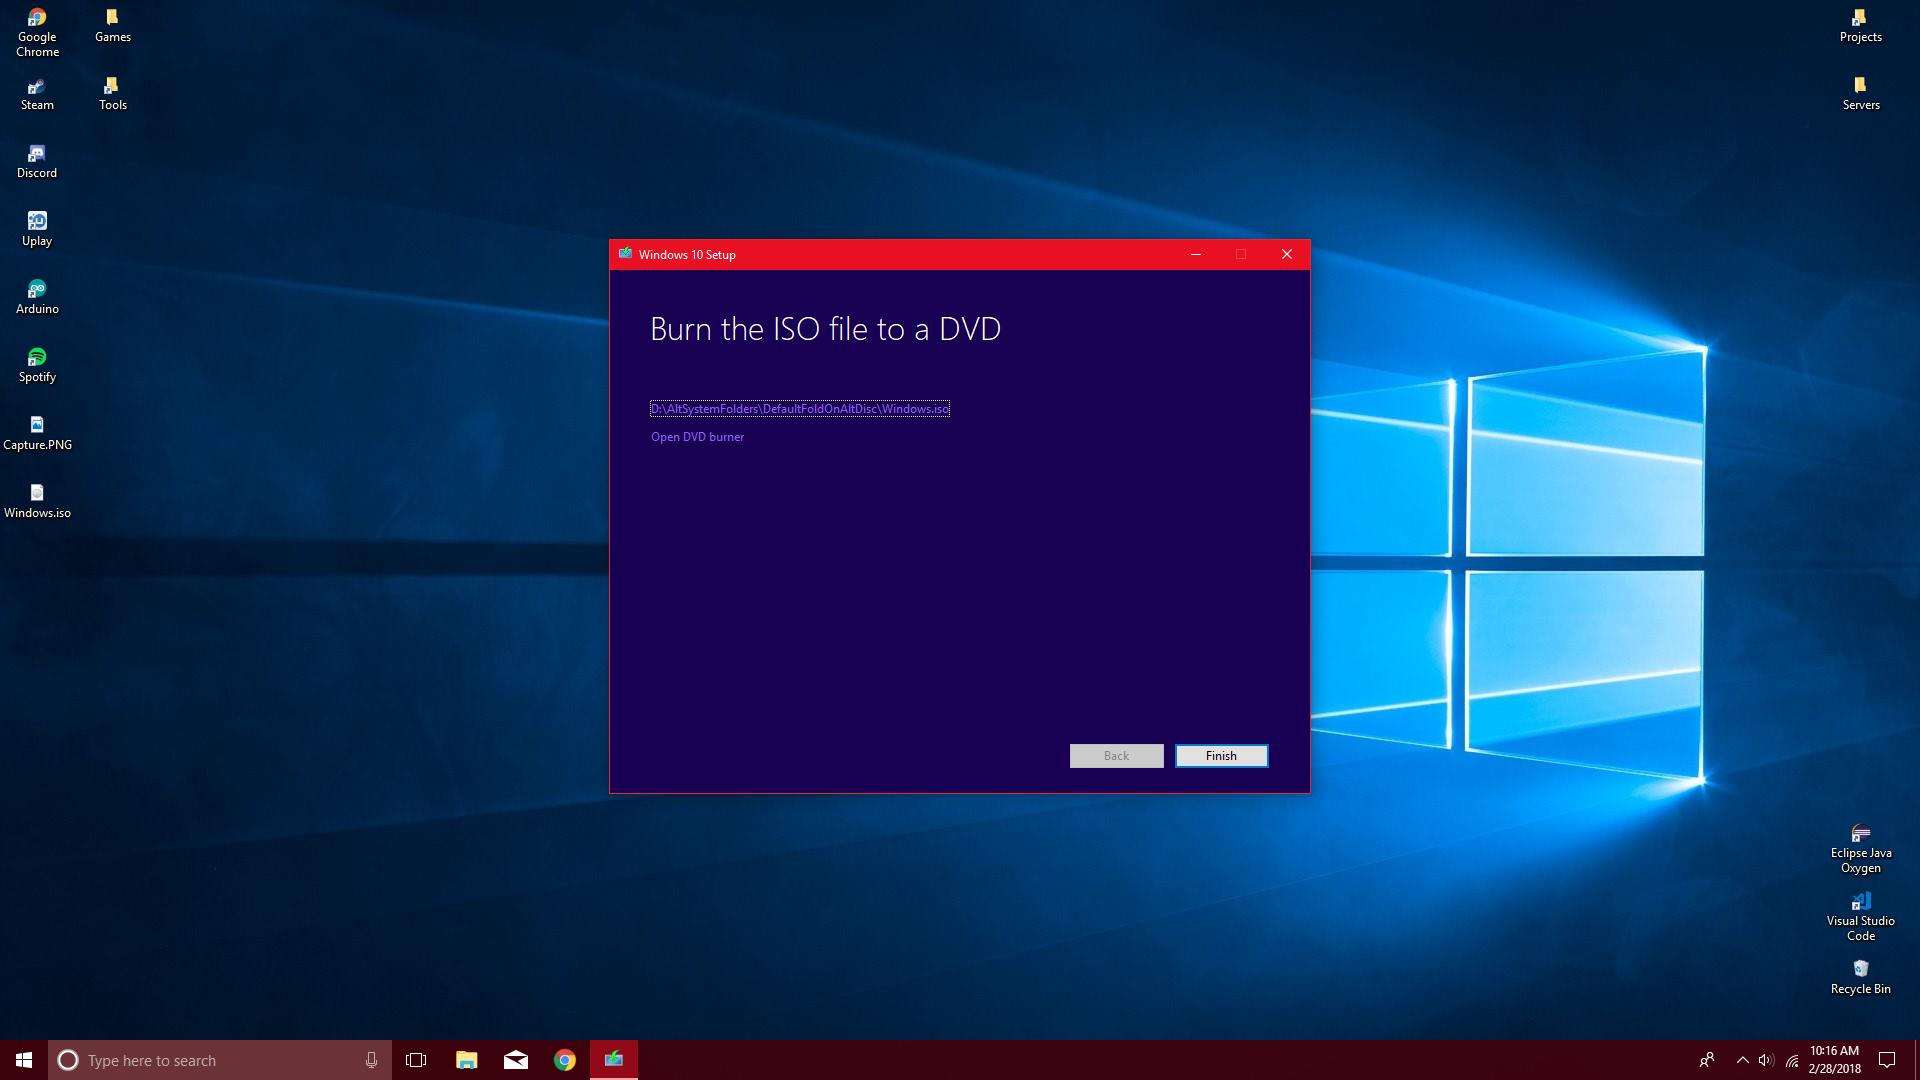 Google
Chrome
Games
Steam
Tools
Discord
Uplay
Arduino
Spotify
Capture.PNG
Windows.iso
Projects
Servers
Windows 10 Setup
Burn the ISO file to a DVD
D:\AltSystemFolders\DefaultFoldOnAltDisc\Windows.iso
Open DVD burner
Back
Finish
Eclipse Java
Oxygen
Visual Studio
Code
Recycle Bin
Type here to search
10:16 AM
2/28/2018